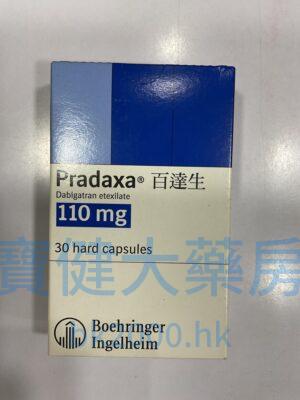 Pradaxa® 百達生
Dabigatran etexilate
110 mg
30 hard capsules
寶健大藥房
Boehringer
Ingelheim